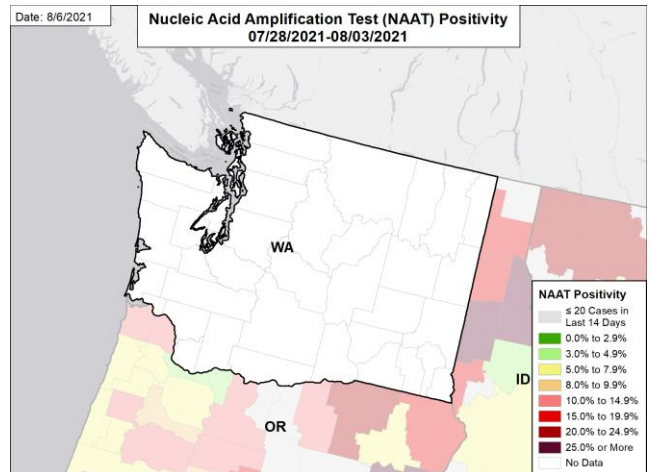 Date: 8/6/2021
Nucleic Acid Amplification Test (NAAT) Positivity
07/28/2021-08/03/2021
WA
OR
ID
NAAT Positivity
≤ 20 Cases in
Last 14 Days
0.0% to 2.9%
3.0% to 4.9%
5.0% to 7.9%
8.0% to 9.9%
10.0% to 14.9%
15.0% to 19.9%
20.0% to 24.9%
25.0% or More
No Data